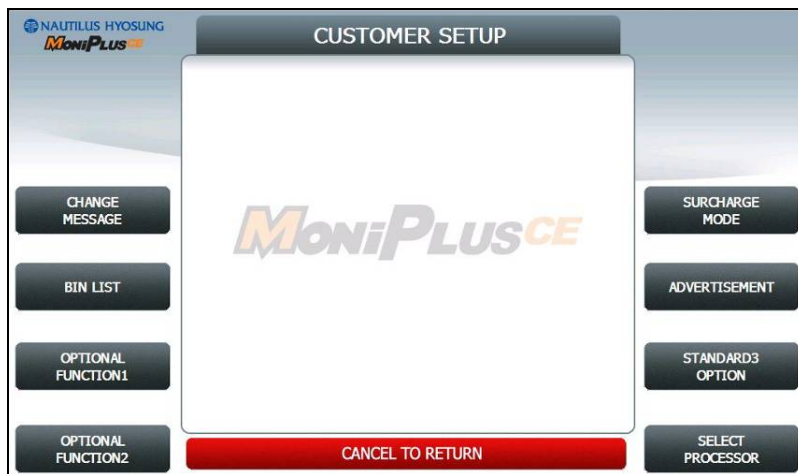 NAUTILUS HYOSUNG
MoniPlusCE
CUSTOMER SETUP
CHANGE
MESSAGE
BIN LIST
OPTIONAL
FUNCTION1
OPTIONAL
FUNCTION2
MoniPlusCE
SURCHARGE
MODE
ADVERTISEMENT
STANDARD3
OPTION
SELECT
PROCESSOR
CANCEL TO RETURN